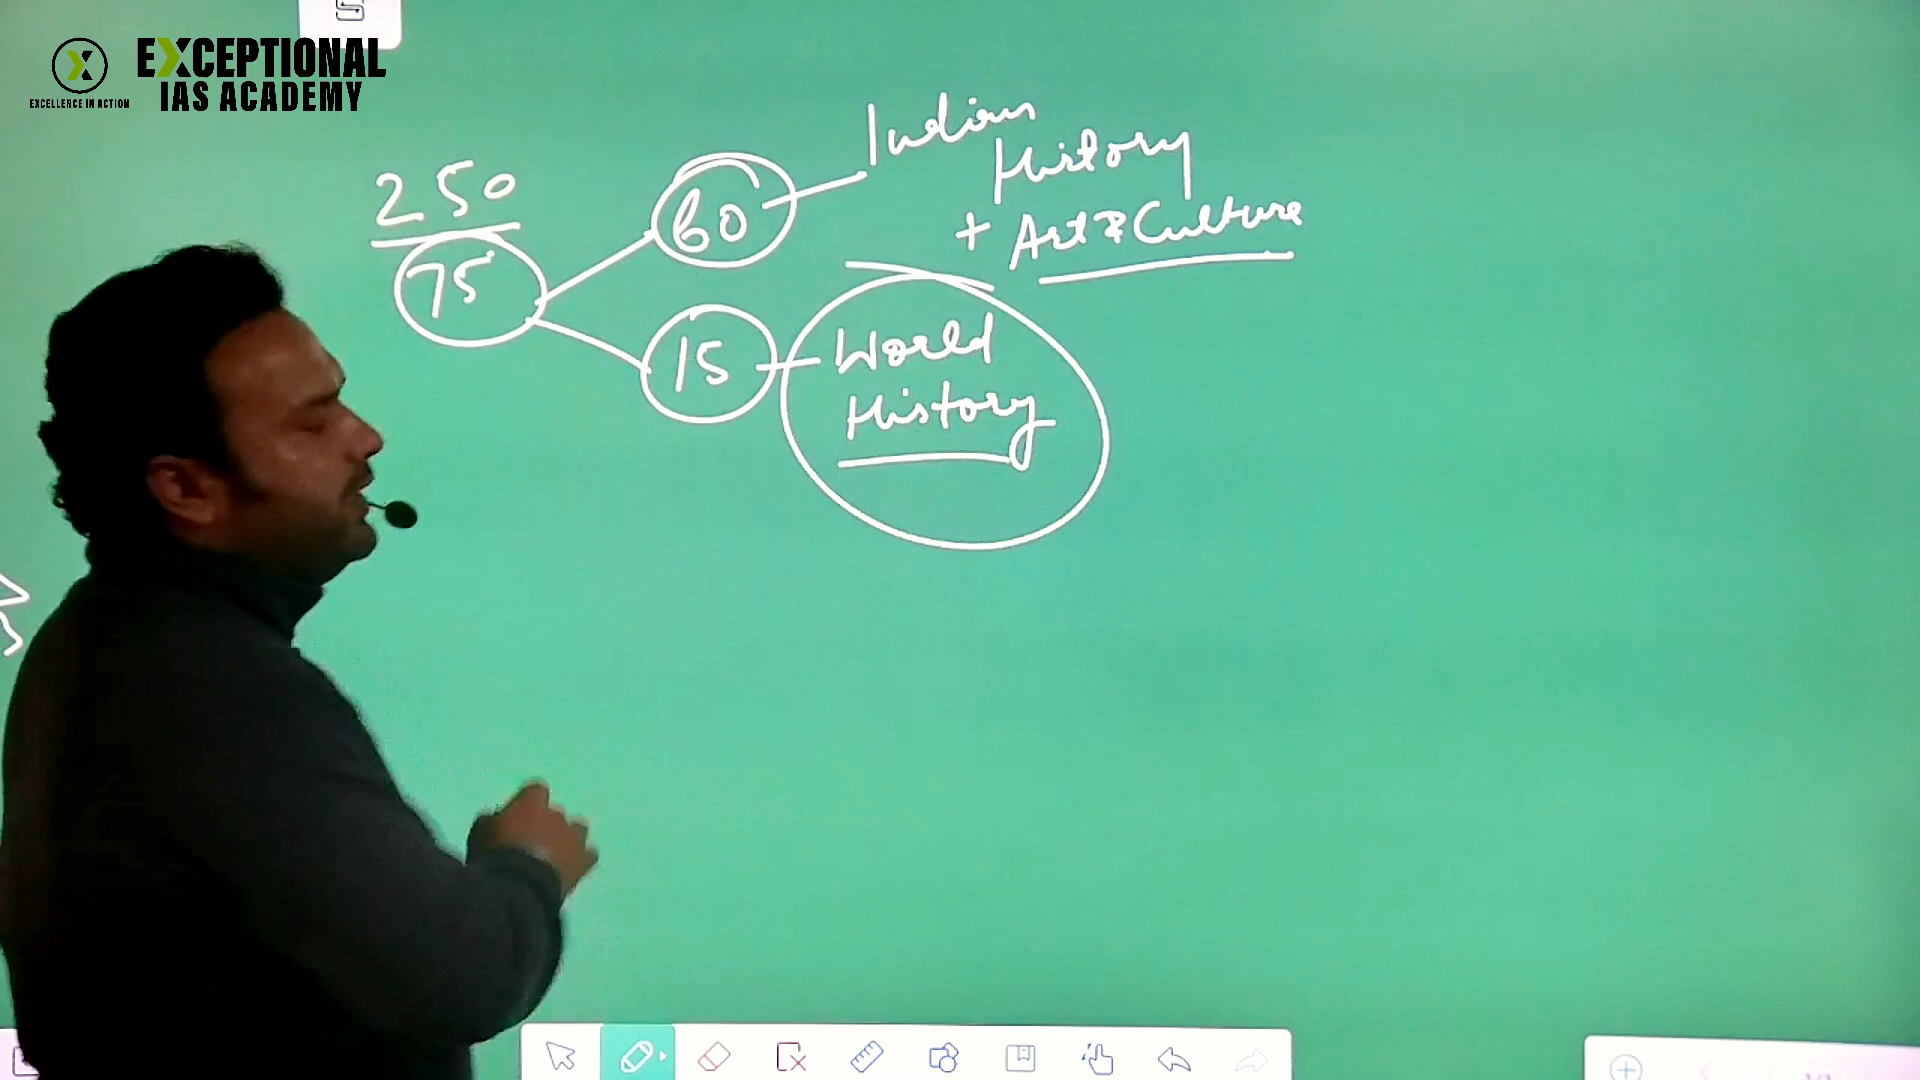 EXCEPTIONAL
IAS ACADEMY
EXCELLENCE IN ACTION
250
75
60
Indian
History
+ Art & Culture
15
World
History